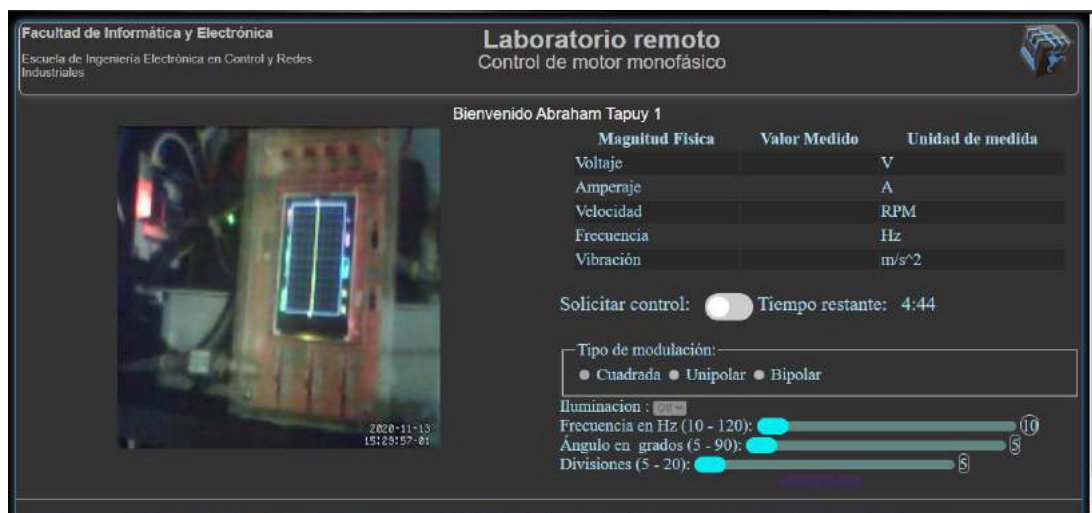 Facultad de Informática y Electrónica
Escuela de Ingeniería Electrónica en Control y Redes
Industriales
Laboratorio remoto
Control de motor monofásico
Bienvenido Abraham Tapuy 1
Magnitud Fisica Valor Medido Unidad de medida
Voltaje V
Amperaje A
Velocidad RPM
Frecuencia Hz
Vibración m/s^2
Solicitar control: Tiempo restante: 4:44
Tipo de modulación:
Cuadrada Unipolar Bipolar
Iluminacion : Off
Frecuencia en Hz (10 - 120): 10
Ángulo en grados (5 - 90): 5
Divisiones (5 - 20): 5
2020-11-13
15:29:57-01